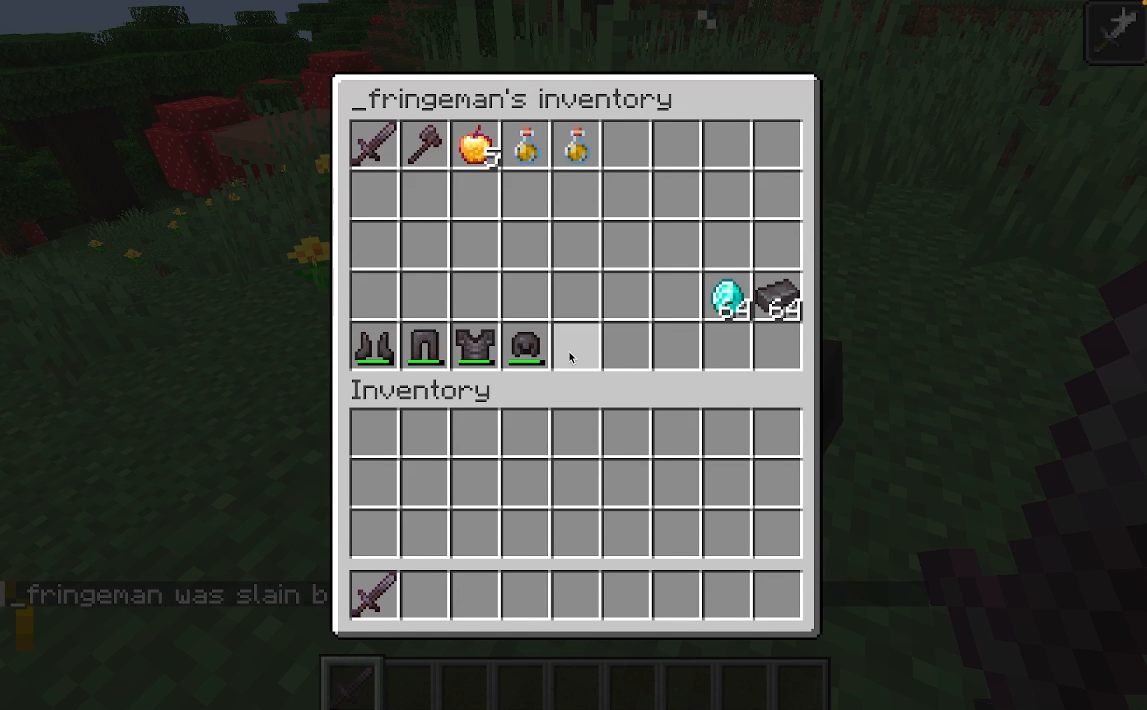 _fringeman's inventory
5
64
64
Inventory
_fringeman was slain b